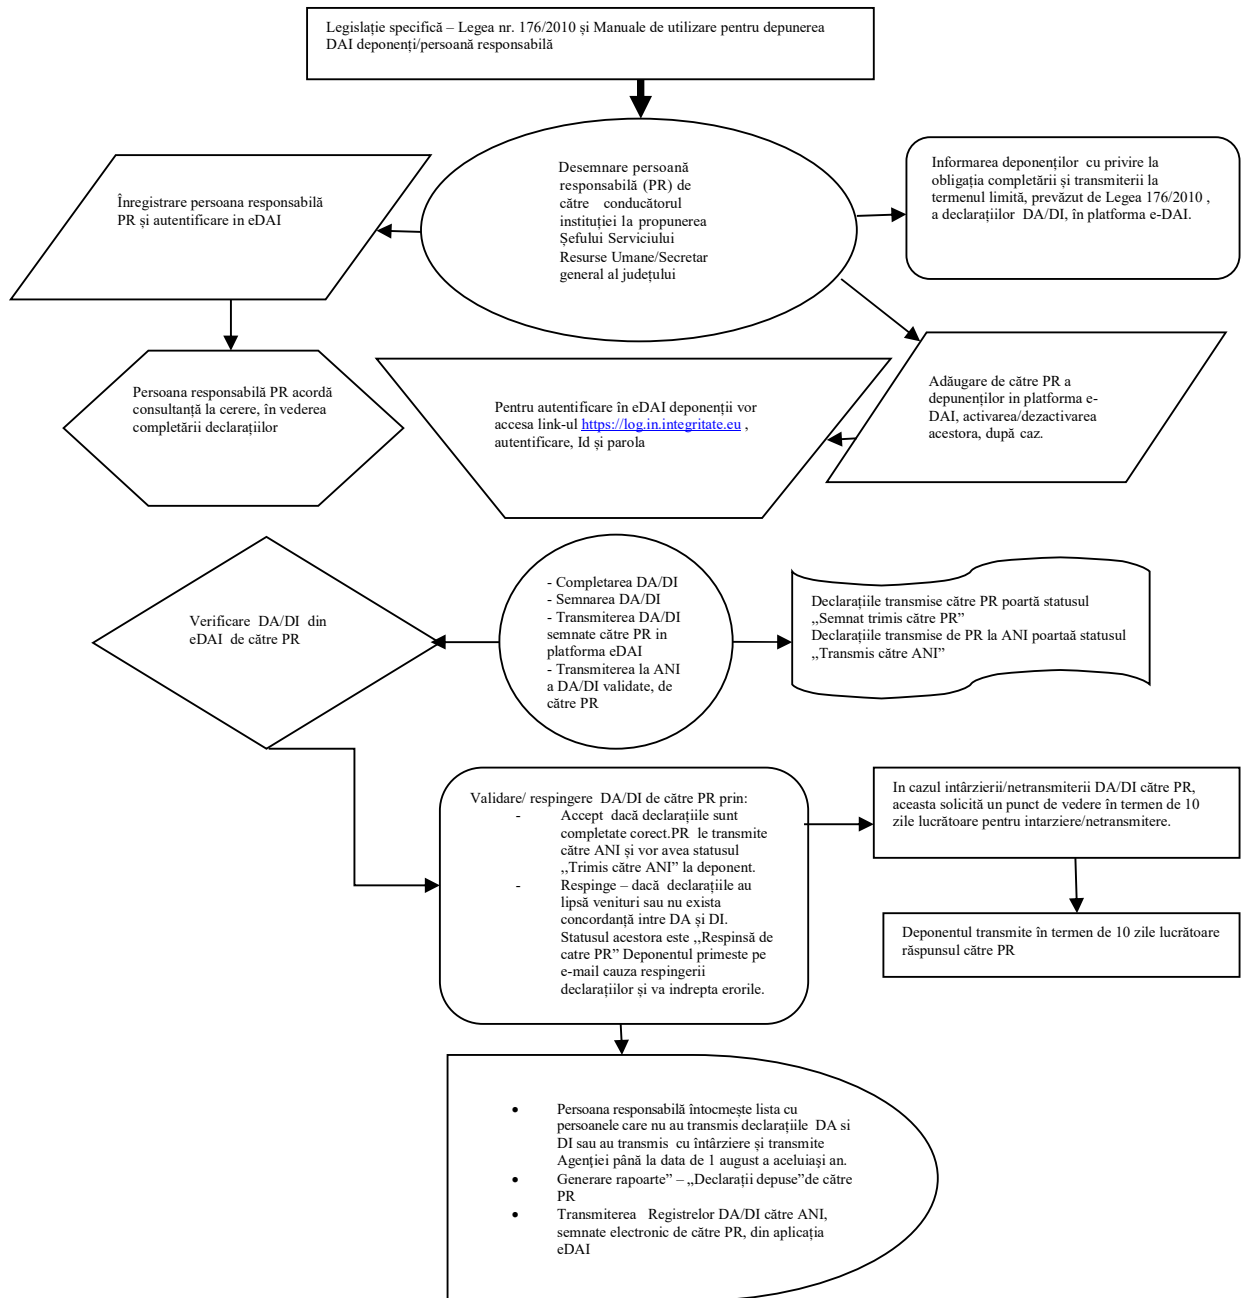 Legislație specifică – Legea nr. 176/2010 și Manuale de utilizare pentru depunerea
DAI deponenți/persoană responsabilă
Desemnare persoană
responsabilă (PR) de
către conducătorul
instituției la propunerea
Șefului Serviciului
Resurse Umane/Secretar
general al județului
Înregistrare persoana responsabilă
PR și autentificare in eDAI
Informarea deponenților cu privire la
obligația completării și transmiterii la
termenul limită, prevăzut de Legea 176/2010 ,
a declarațiilor DA/DI, în platforma e-DAI.
Persoana responsabilă PR acordă
consultanță la cerere, în vederea
completării declarațiilor
Pentru autentificare în eDAI deponenții vor
accesa link-ul https://log.in.integritate.eu ,
autentificare, Id și parola
Adăugare de către PR a
depunenților in platforma e-
DAI, activarea/dezactivarea
acestora, după caz.
Verificare DA/DI din
eDAI de către PR
- Completarea DA/DI
- Semnarea DA/DI
- Transmiterea DA/DI
semnate către PR in
platforma eDAI
- Transmiterea la ANI
a DA/DI validate, de
către PR
Declarațiile transmise către PR poartă statusul
,,Semnat trimis către PR”
Declarațiile transmise de PR la ANI poartaă statusul
,,Transmis către ANI”
Validare/ respingere DA/DI de către PR prin:
- Accept dacă declarațiile sunt
completate corect.PR le transmite
către ANI și vor avea statusul
,,Trimis către ANI” la deponent.
- Respinge – dacă declarațiile au
lipsă venituri sau nu exista
concordanță intre DA și DI.
Statusul acestora este ,,Respinsă de
catre PR” Deponentul primeste pe
e-mail cauza respingerii
declarațiilor și va indrepta erorile.
In cazul intârzierii/netransmiterii DA/DI către PR,
aceasta solicită un punct de vedere în termen de 10
zile lucrătoare pentru intarziere/netransmitere.
Deponentul transmite în termen de 10 zile lucrătoare
răspunsul către PR
• Persoana responsabilă întocmește lista cu
persoanele care nu au transmis declarațiile DA si
DI sau au transmis cu întârziere și transmite
Agenției până la data de 1 august a aceluiași an.
• Generare rapoarte” – ,,Declarații depuse”de către
PR
• Transmiterea Registrelor DA/DI către ANI,
semnate electronic de către PR, din aplicația
eDAI